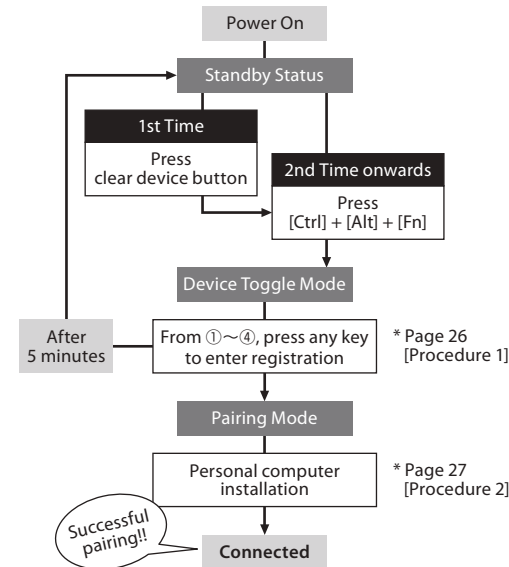 Power On
Standby Status
1st Time
Press
clear device button
2nd Time onwards
Press
[Ctrl] + [Alt] + [Fn]
Device Toggle Mode
After
5 minutes
From ①～④, press any key
to enter registration
* Page 26
[Procedure 1]
Pairing Mode
Personal computer
installation
* Page 27
[Procedure 2]
Successful
pairing!!
Connected